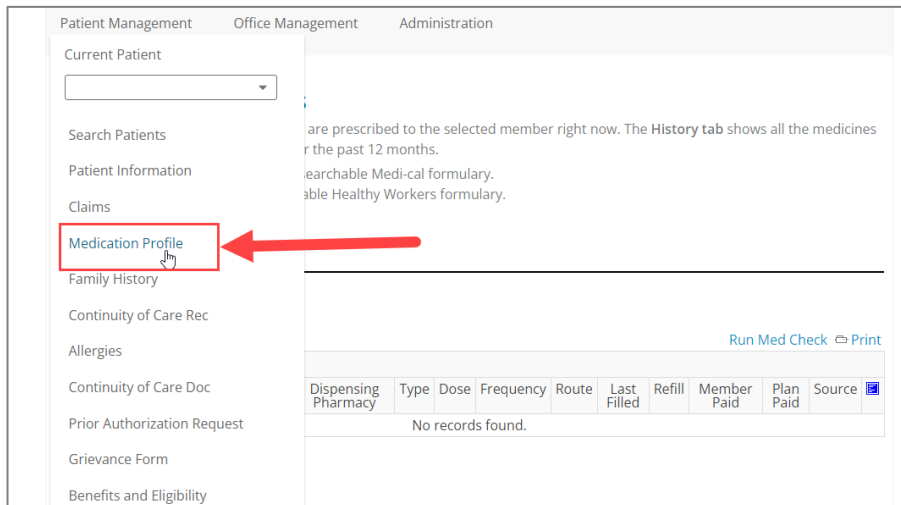 Patient Management Office Management Administration
Current Patient
Search Patients
Patient Information
Claims
Medication Profile
Family History
Continuity of Care Rec
Allergies
Continuity of Care Doc
Prior Authorization Request
Grievance Form
Benefits and Eligibility
are prescribed to the selected member right now. The History tab shows all the medicines
the past 12 months.
Medi-cal formulary.
Healthy Workers formulary.
Run Med Check Print
Dispensing Pharmacy Type Dose Frequency Route Last Filled Refill Member Paid Plan Paid Source
No records found.